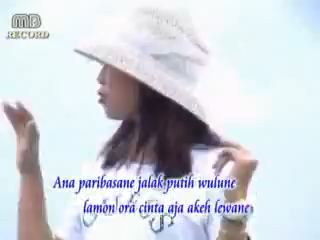 MB
RECORD
Ana paribasane jalak putih wulune
lamon ora cinta aja akeh lewane